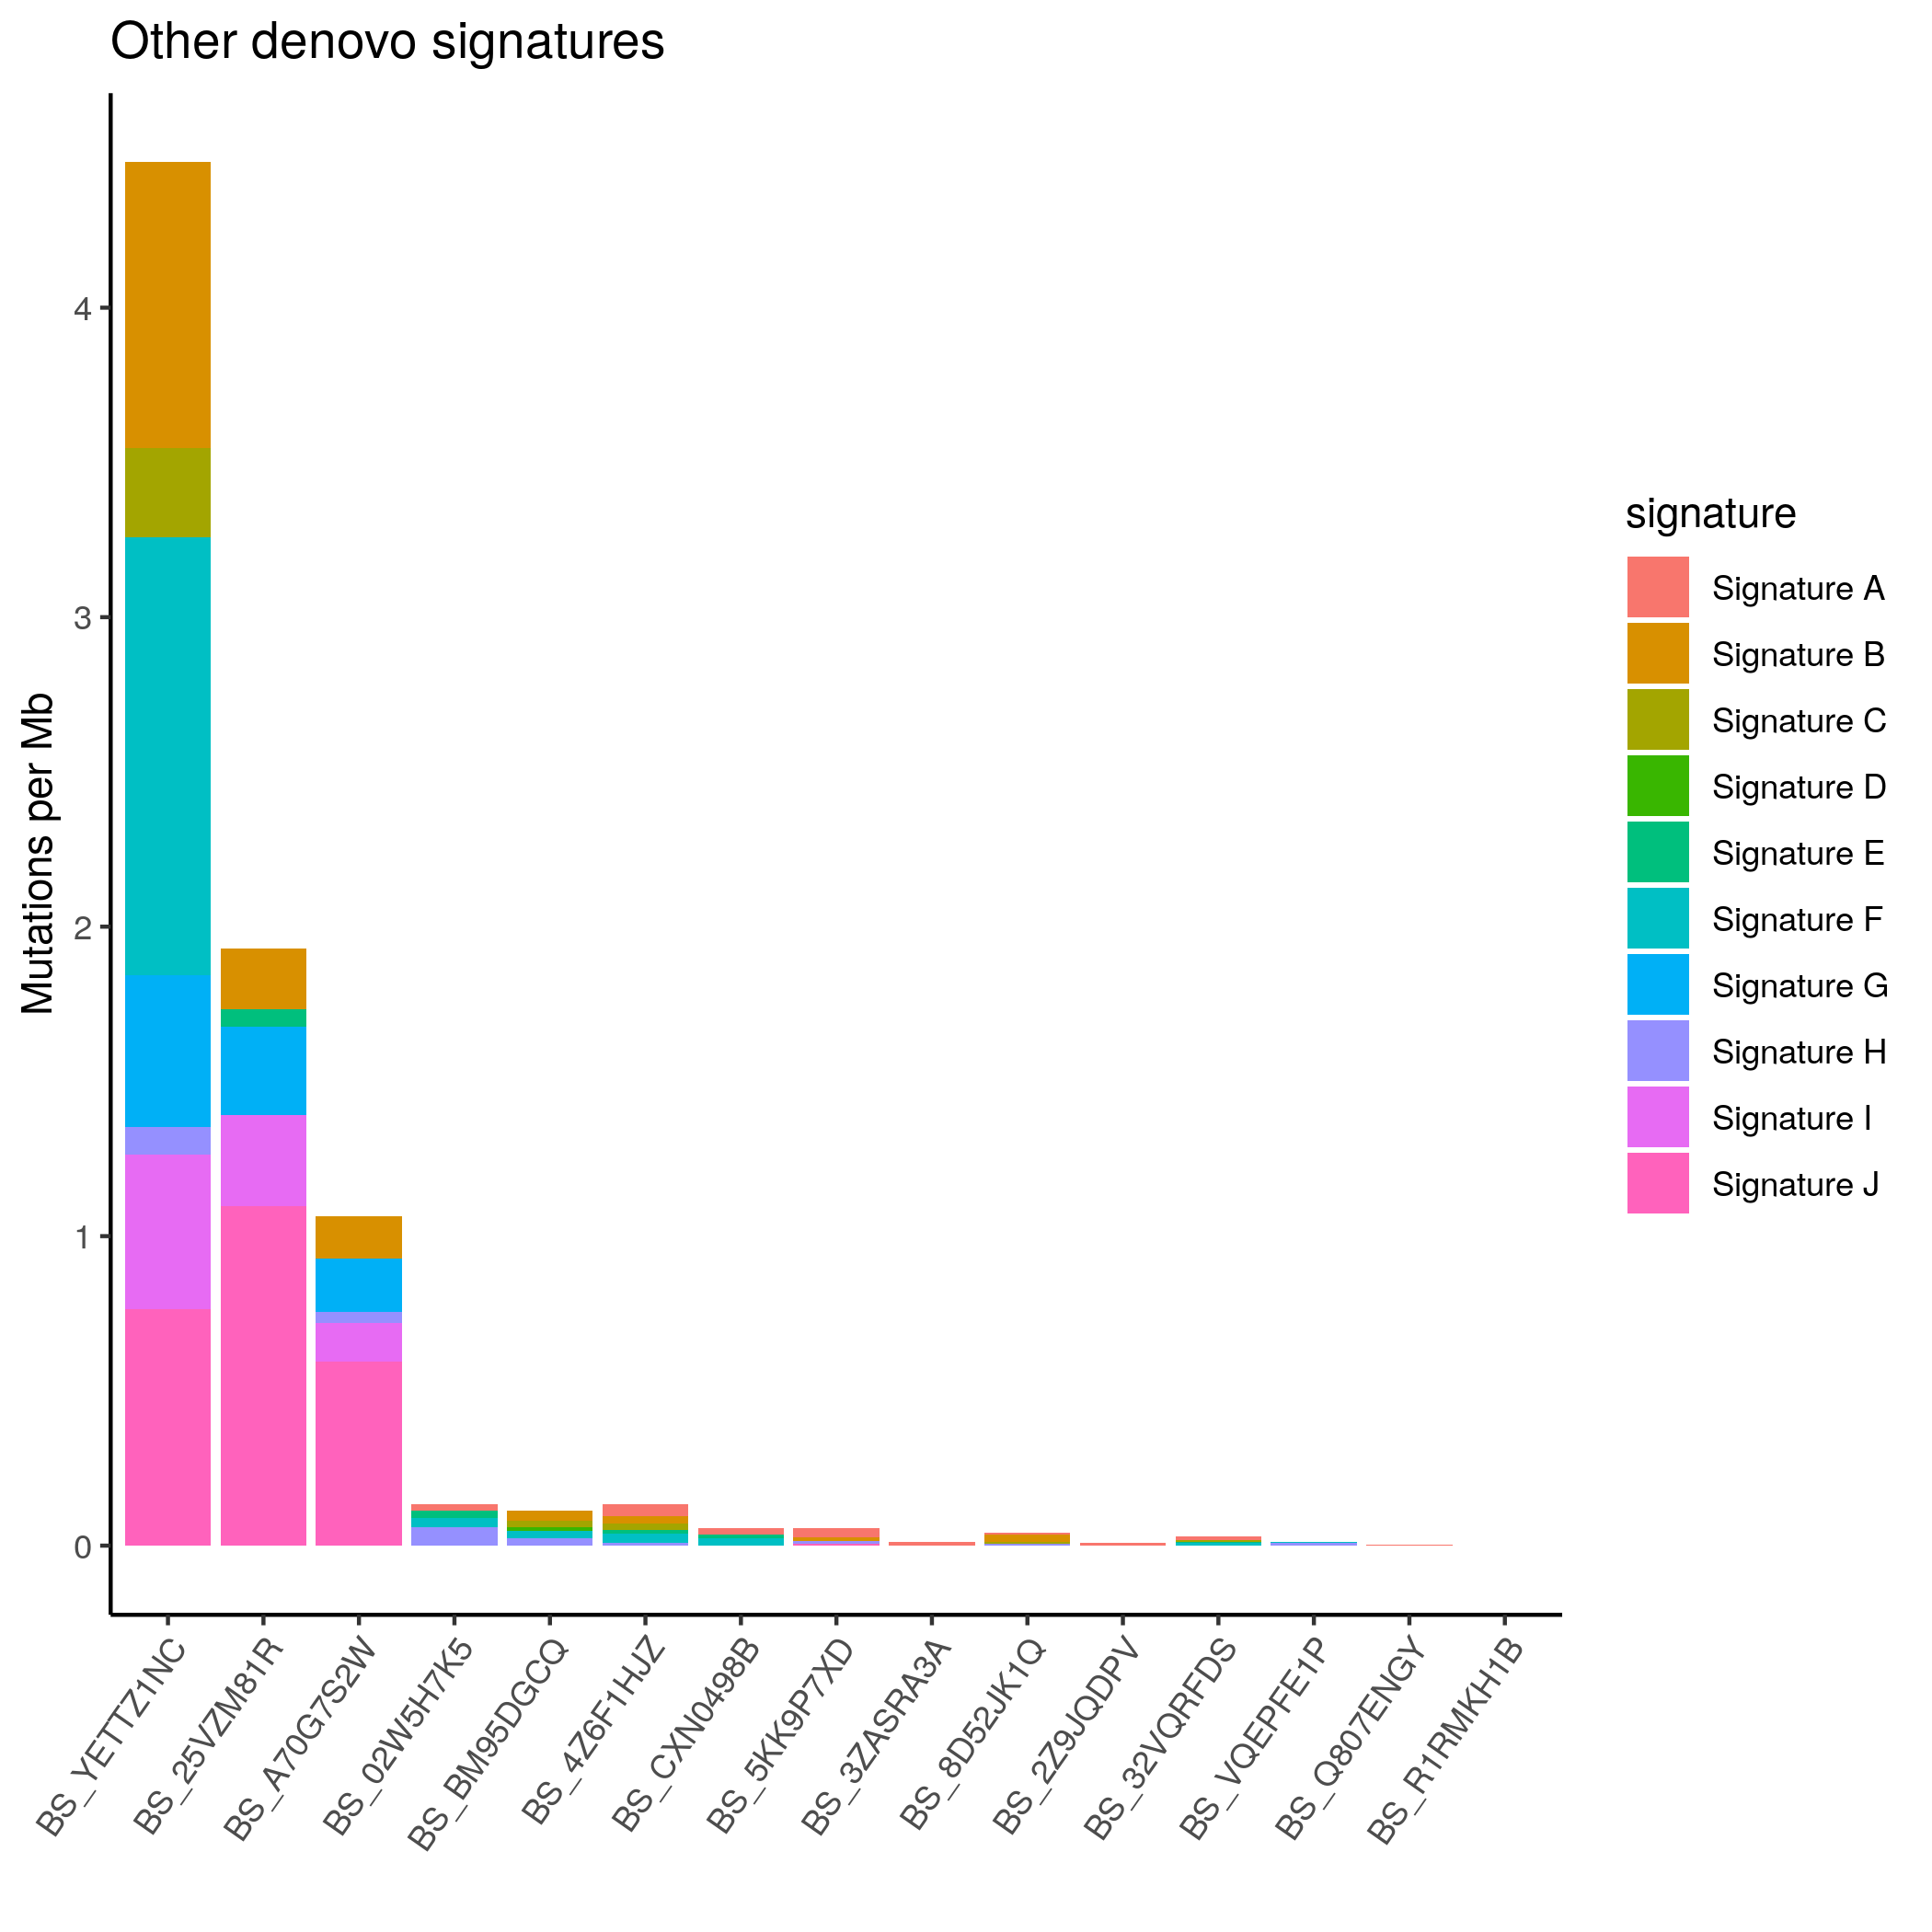 Other denovo signatures
Mutations per Mb
4
3
2
1
0
BS_YETTZ1NC
BS_25VZM81R
BS_A70G7S2W
BS_02W5H7K5
BS_BM95DGCQ
BS_4Z6F1HJZ
BS_CXN0498B
BS_5KK9P7XD
BS_3ZASRA3A
BS_8D52JK1Q
BS_2Z9JQDPV
BS_32VQRFDS
BS_VQEPFE1P
BS_Q807ENGY
BS_R1RMKH1B
signature
Signature A
Signature B
Signature C
Signature D
Signature E
Signature F
Signature G
Signature H
Signature I
Signature J